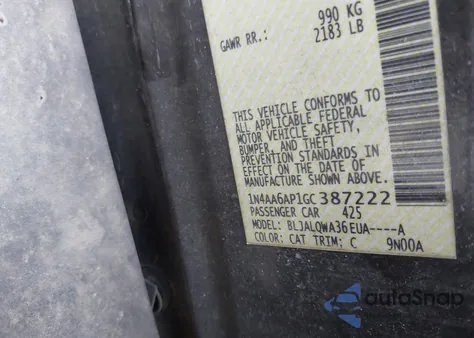 990 KG
GAWR RR.: 2183 LB
THIS VEHICLE CONFORMS TO
ALL APPLICABLE FEDERAL
MOTOR VEHICLE SAFETY,
BUMPER, AND THEFT
PREVENTION STANDARDS IN
EFFECT ON THE DATE OF
MANUFACTURE SHOWN ABOVE.
1N4AA6AP1GC387222
PASSENGER CAR 425
MODEL: BLJALQWA36EUA----A
COLOR: CAT TRIM: C 9N00A
autoSnap